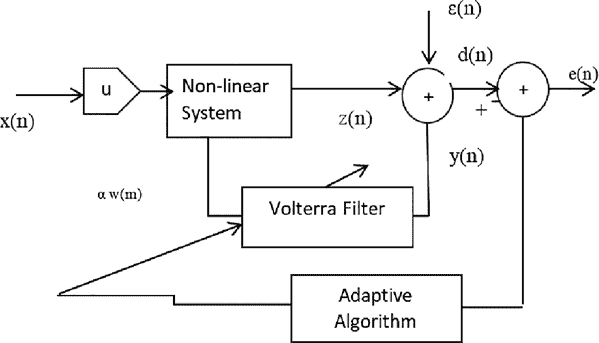 ε(n)
d(n)
e(n)
u
Non-linear
System
+
+
x(n)
z(n)
+
y(n)
α w(m)
Volterra Filter
Adaptive
Algorithm